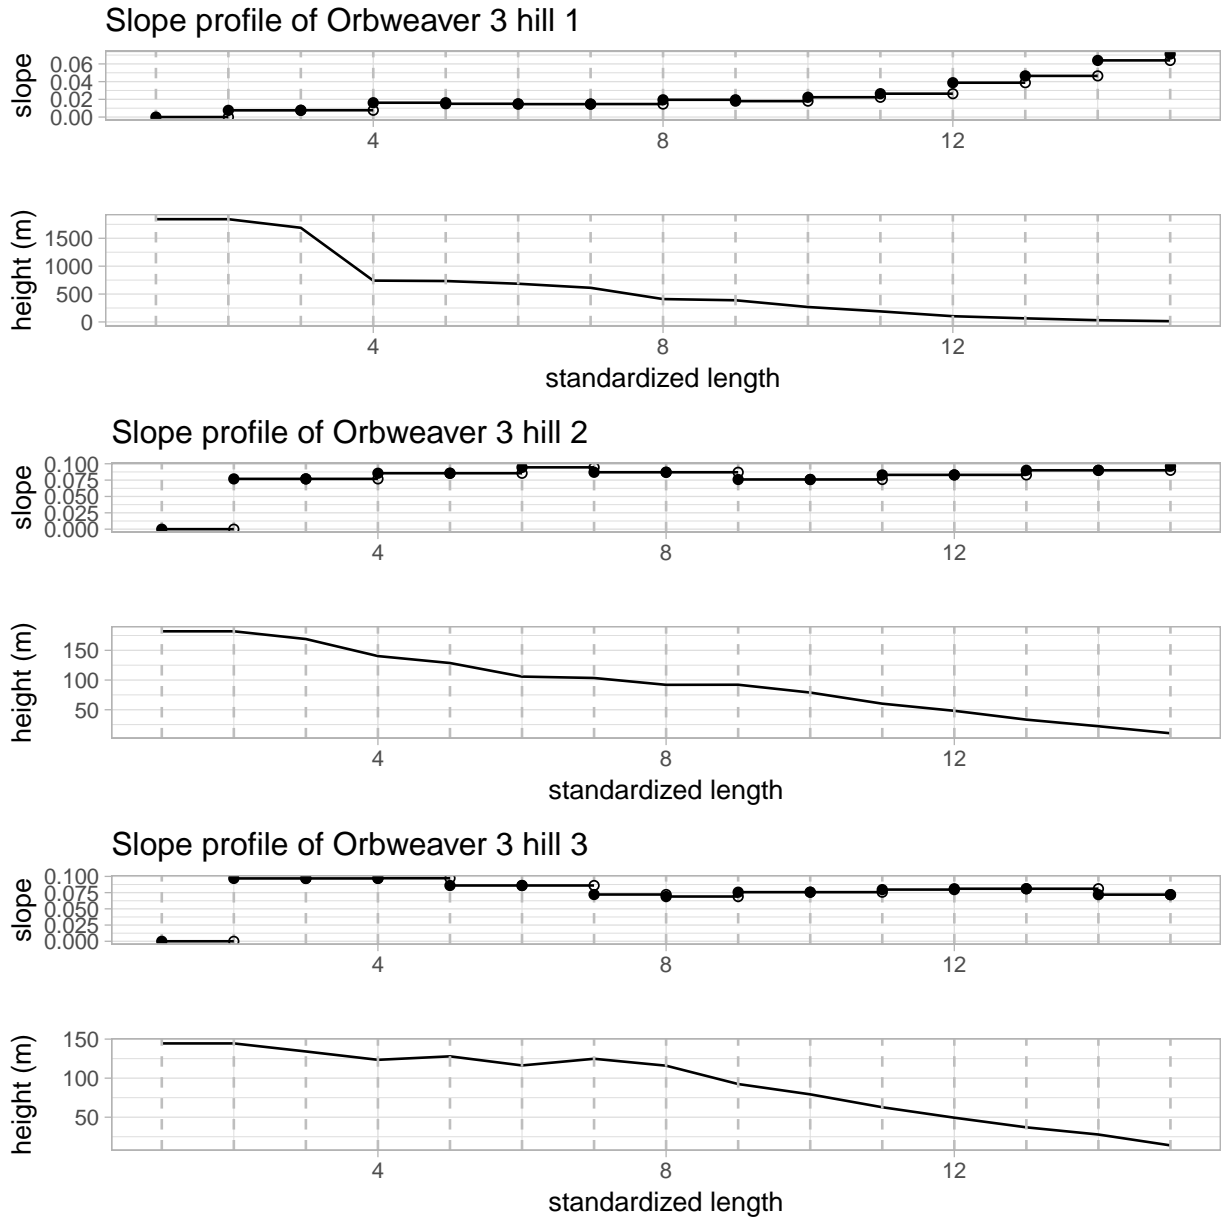 Slope profile of Orbweaver 3 hill 1
slope
0.06
0.04
0.02
0.00
4 8 12
height (m)
1500
1000
500
0
4 8 12
standardized length
Slope profile of Orbweaver 3 hill 2
slope
0.100
0.075
0.050
0.025
0.000
4 8 12
height (m)
150
100
50
4 8 12
standardized length
Slope profile of Orbweaver 3 hill 3
slope
0.100
0.075
0.050
0.025
0.000
4 8 12
height (m)
150
100
50
4 8 12
standardized length